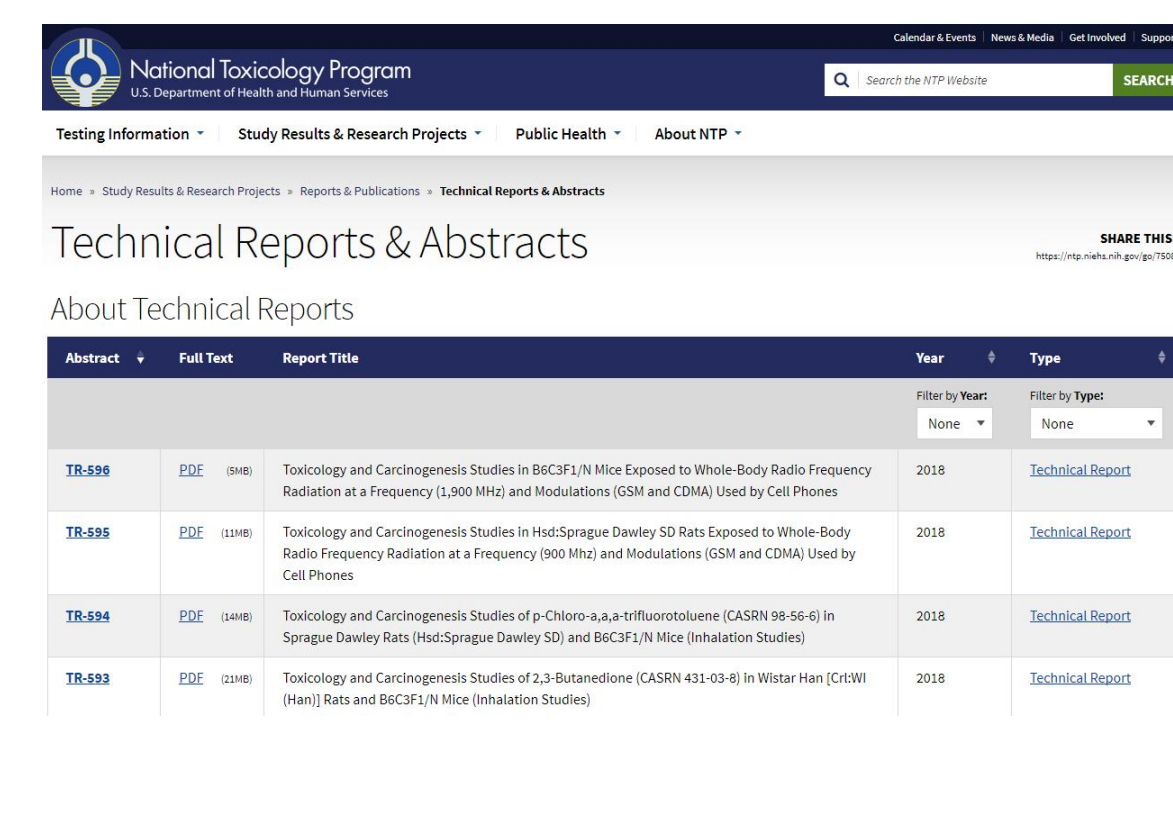 Calendar & Events News & Media Get Involved Suppor
National Toxicology Program
U.S. Department of Health and Human Services
Search the NTP Website SEARCH
Testing Information Study Results & Research Projects Public Health About NTP
Home » Study Results & Research Projects » Reports & Publications » Technical Reports & Abstracts
Technical Reports & Abstracts
SHARE THIS
https://ntp.niehs.nih.gov/go/7508
About Technical Reports
Abstract Full Text Report Title Year Type
Filter by Year: Filter by Type:
None None
TR-596 PDF (5MB) Toxicology and Carcinogenesis Studies in B6C3F1/N Mice Exposed to Whole-Body Radio Frequency 2018 Technical Report
Radiation at a Frequency (1,900 MHz) and Modulations (GSM and CDMA) Used by Cell Phones
TR-595 PDF (11MB) Toxicology and Carcinogenesis Studies in Hsd:Sprague Dawley SD Rats Exposed to Whole-Body 2018 Technical Report
Radio Frequency Radiation at a Frequency (900 Mhz) and Modulations (GSM and CDMA) Used by
Cell Phones
TR-594 PDF (14MB) Toxicology and Carcinogenesis Studies of p-Chloro-a,a,a-trifluorotoluene (CASRN 98-56-6) in 2018 Technical Report
Sprague Dawley Rats (Hsd:Sprague Dawley SD) and B6C3F1/N Mice (Inhalation Studies)
TR-593 PDF (21MB) Toxicology and Carcinogenesis Studies of 2,3-Butanedione (CASRN 431-03-8) in Wistar Han [Crl:WI 2018 Technical Report
(Han)] Rats and B6C3F1/N Mice (Inhalation Studies)